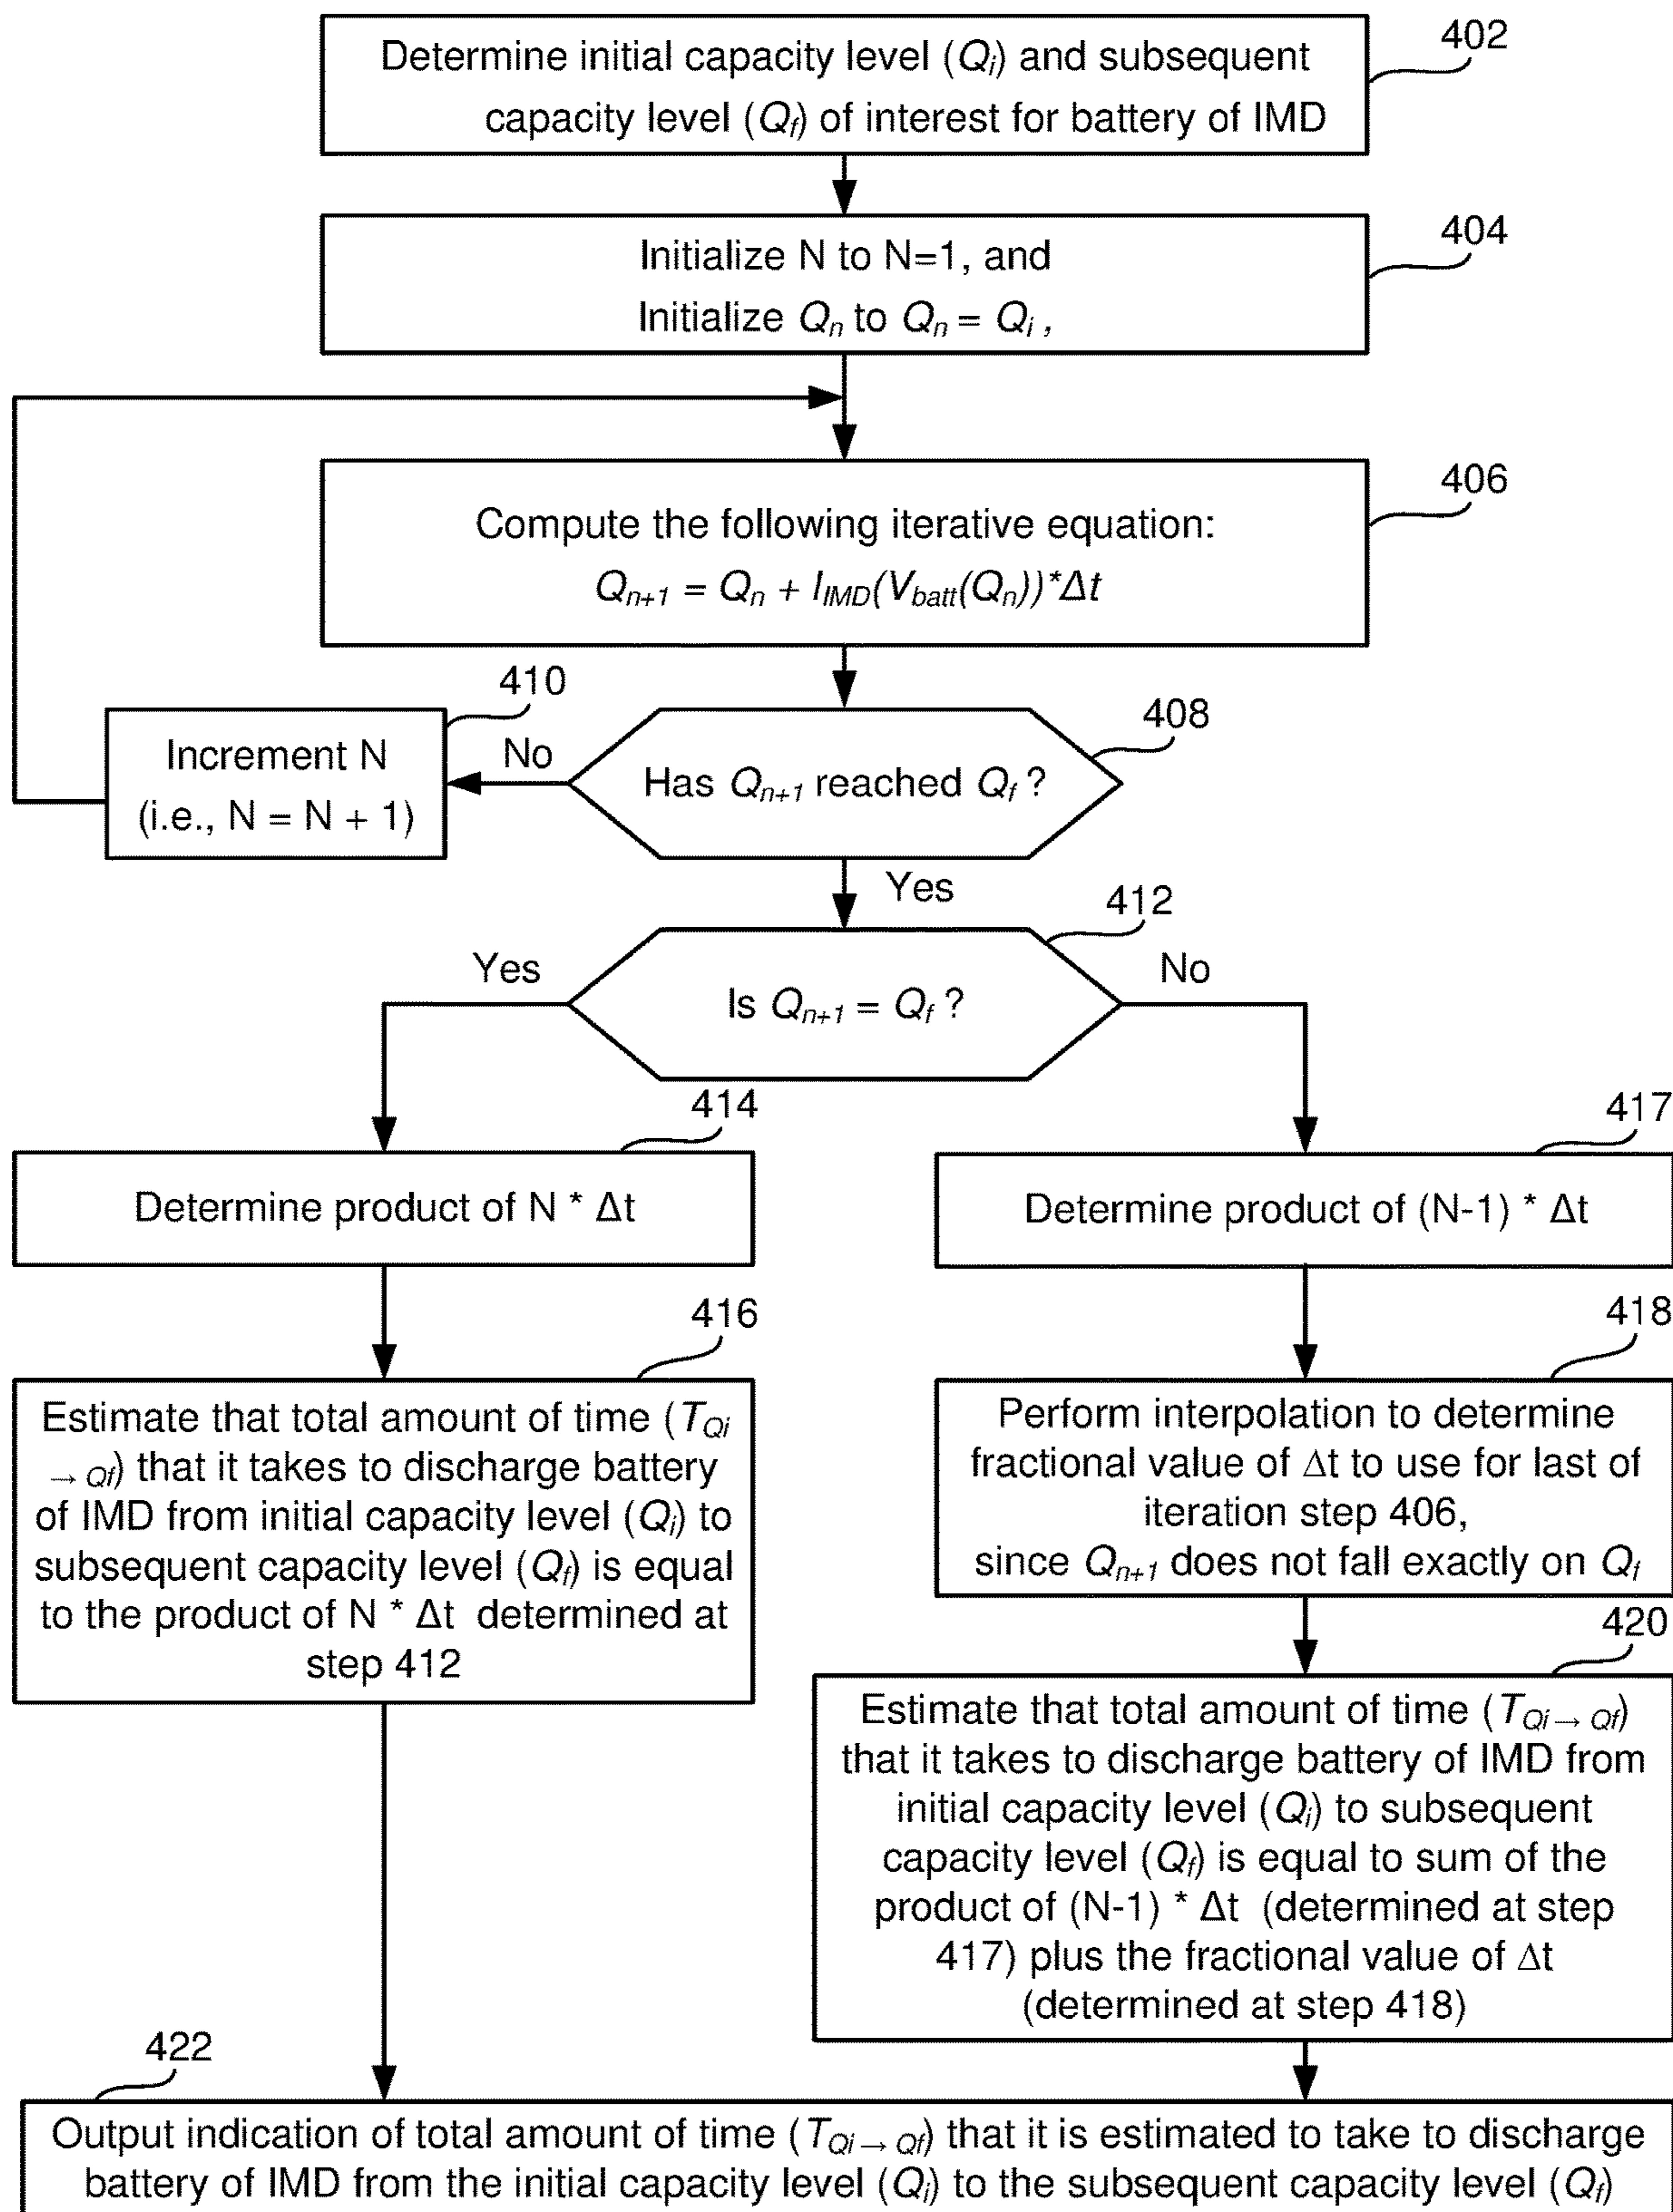 402
Determine initial capacity level (Qi) and subsequent
capacity level (Qf) of interest for battery of IMD
404
Initialize N to N=1, and
Initialize Qn to Qn = Qi ,
406
Compute the following iterative equation:
Qn+1 = Qn + IIMD(Vbatt(Qn))*Δt
410
Increment N
(i.e., N = N + 1)
No
408
Has Qn+1 reached Qf ?
Yes
412
Yes
No
Is Qn+1 = Qf ?
414
Determine product of N * Δt
417
Determine product of (N-1) * Δt
416
Estimate that total amount of time (TQi
→ Qf) that it takes to discharge battery
of IMD from initial capacity level (Qi) to
subsequent capacity level (Qf) is equal
to the product of N * Δt determined at
step 412
418
Perform interpolation to determine
fractional value of Δt to use for last of
iteration step 406,
since Qn+1 does not fall exactly on Qf
420
Estimate that total amount of time (TQi → Qf)
that it takes to discharge battery of IMD from
initial capacity level (Qi) to subsequent
capacity level (Qf) is equal to sum of the
product of (N-1) * Δt (determined at step
417) plus the fractional value of Δt
(determined at step 418)
422
Output indication of total amount of time (TQi → Qf) that it is estimated to take to discharge
battery of IMD from the initial capacity level (Qi) to the subsequent capacity level (Qf)